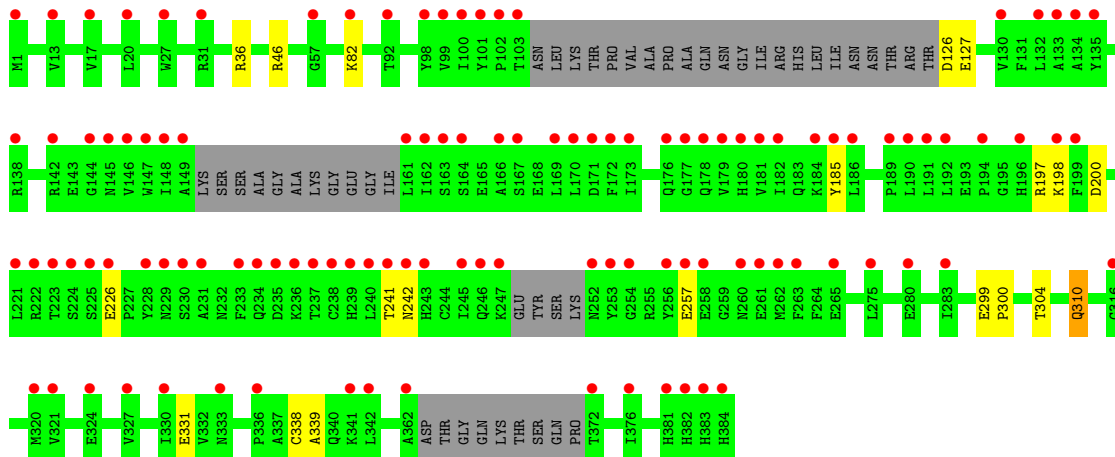 M1 V13 V17 L20 W27 R31 R36 R46 G57 K82 T92 Y98 V99 I100 Y101 P102 T103 ASN LEU LYS THR PRO VAL ALA PRO ALA GLN ASN GLY ILE ARG HIS LEU ILE ASN ASN THR ARG THR D126 E127 V130 F131 L132 A133 A134 Y135
R138 R142 E143 G144 N145 V146 W147 I148 A149 LYS SER SER ALA GLY ALA LYS GLY GLU GLY ILE L161 I162 S163 S164 E165 A166 S167 E168 L169 L170 D171 F172 I173 Q176 G177 Q178 V179 H180 V181 I182 Q183 K184 Y185 L186 P189 L190 L191 L192 E193 P194 G195 H196 R197 K198 F199 D200
L221 R222 T223 S224 S225 E226 P227 Y228 N229 S230 A231 N232 F233 Q234 D235 K236 T237 C238 H239 L240 T241 N242 H243 C244 I245 Q246 K247 GLU TYR SER LYS N252 Y253 G254 R255 Y256 E257 E258 G259 N260 E261 M262 F263 F264 E265 L275 E280 I283 E299 P300 T304 Q310 G316
M320 V321 E324 V327 I330 E331 V332 N333 P336 A337 C338 A339 Q340 K341 L342 A362 ASP THR GLY GLN LYS THR SER GLN PRO T372 I376 H381 H382 H383 H384